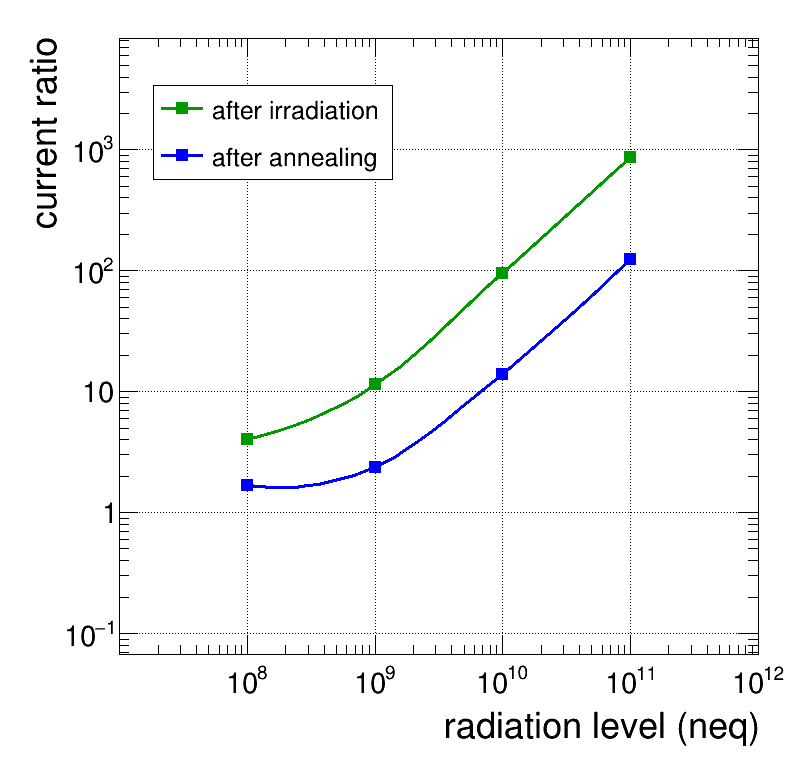 current ratio
after irradiation
after annealing
10³
10²
10
1
10⁻¹
10⁸ 10⁹ 10¹⁰ 10¹¹ 10¹²
radiation level (neq)